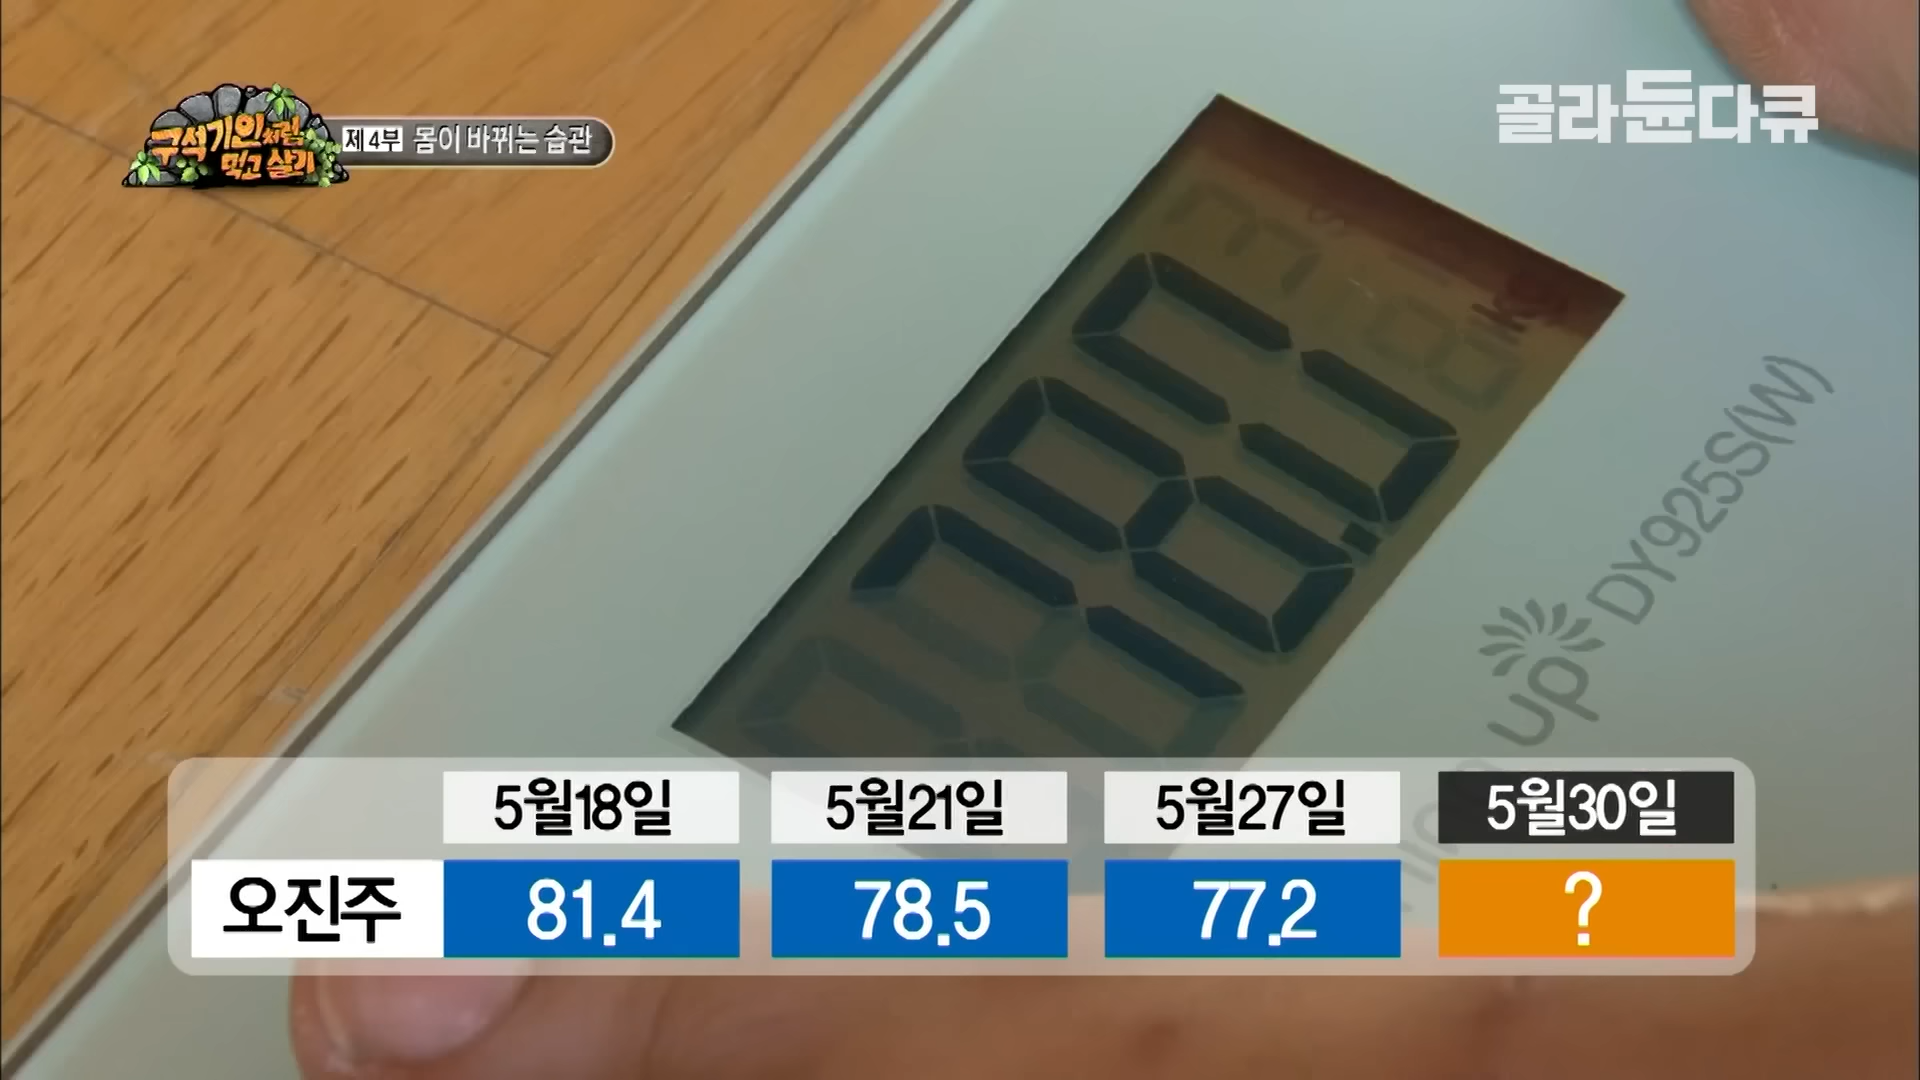 구석기인처럼
먹고 살기
제4부 몸이 바뀌는 습관
골라듄다큐
78.0
up DY925S(W)
5월18일 5월21일 5월27일 5월30일
오진주 81.4 78.5 77.2 ?